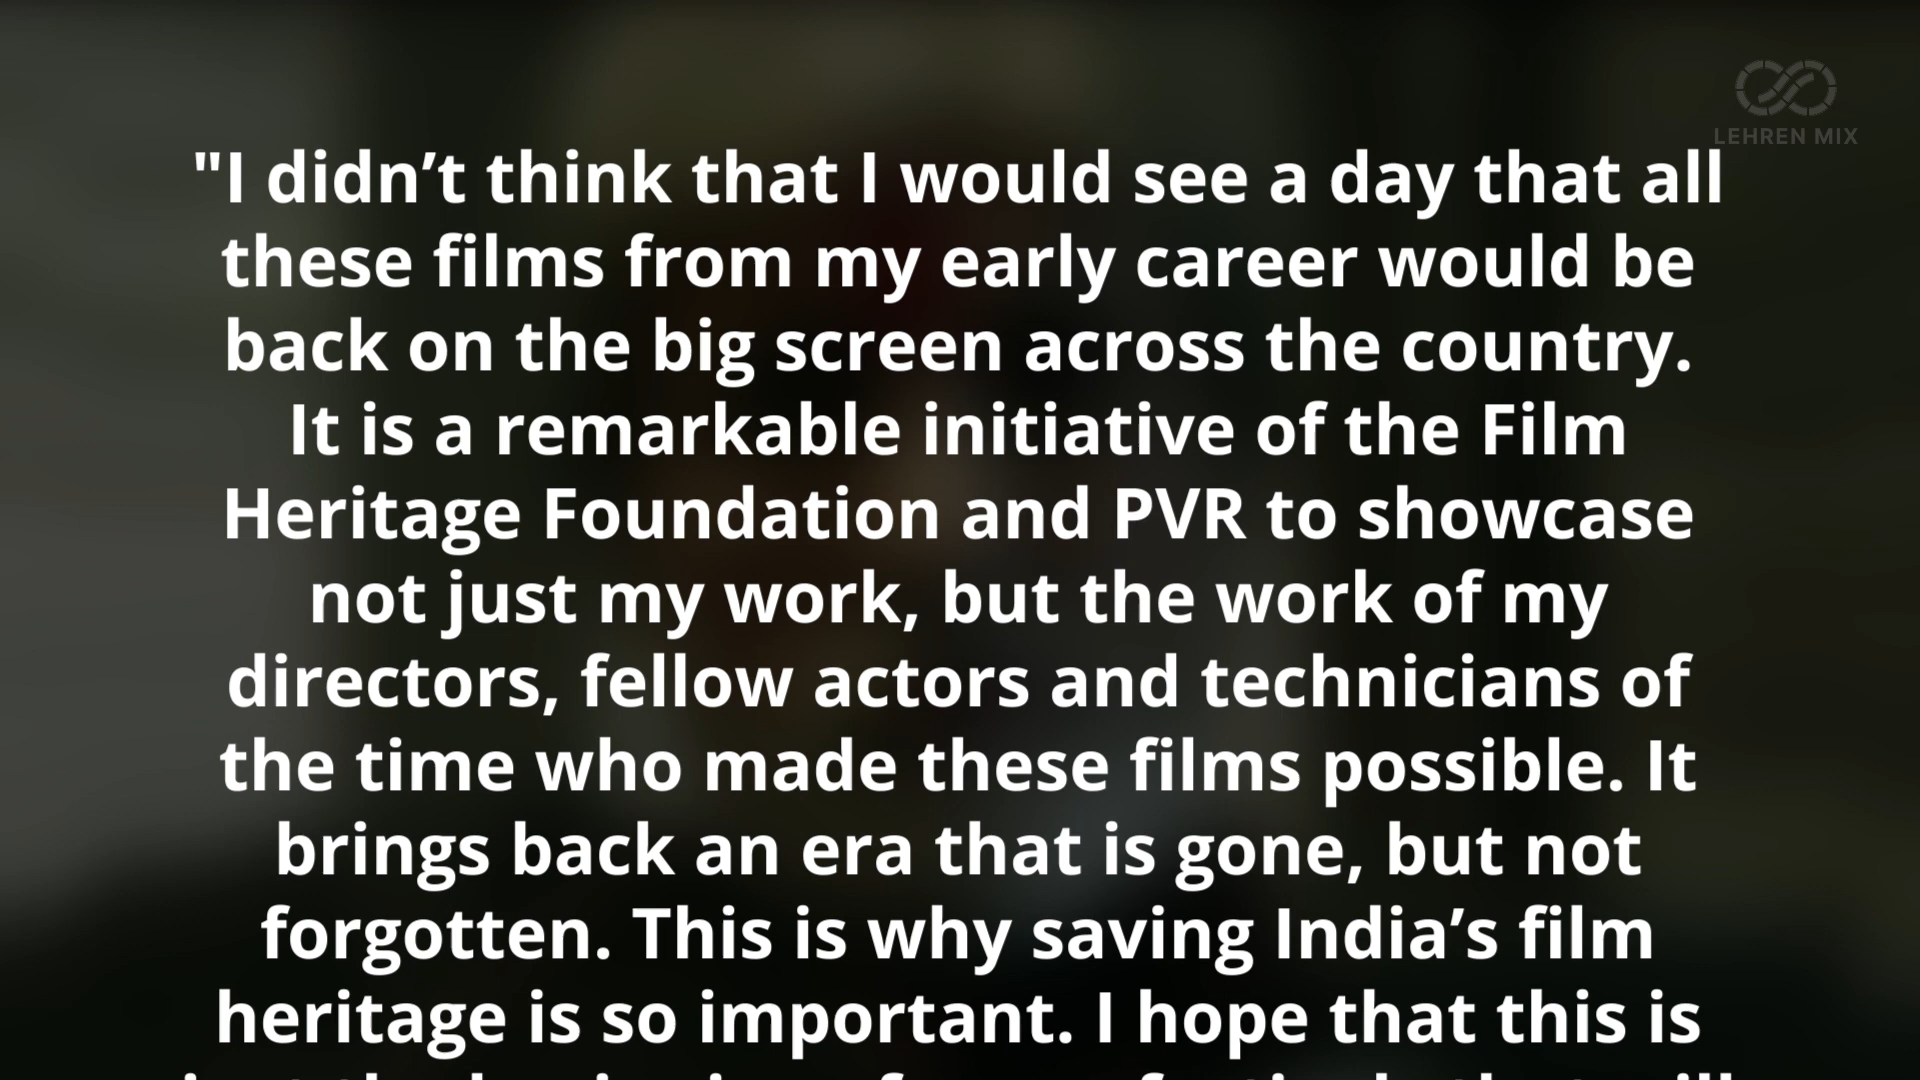 LEHREN MIX
"I didn’t think that I would see a day that all
these films from my early career would be
back on the big screen across the country.
It is a remarkable initiative of the Film
Heritage Foundation and PVR to showcase
not just my work, but the work of my
directors, fellow actors and technicians of
the time who made these films possible. It
brings back an era that is gone, but not
forgotten. This is why saving India’s film
heritage is so important. I hope that this is